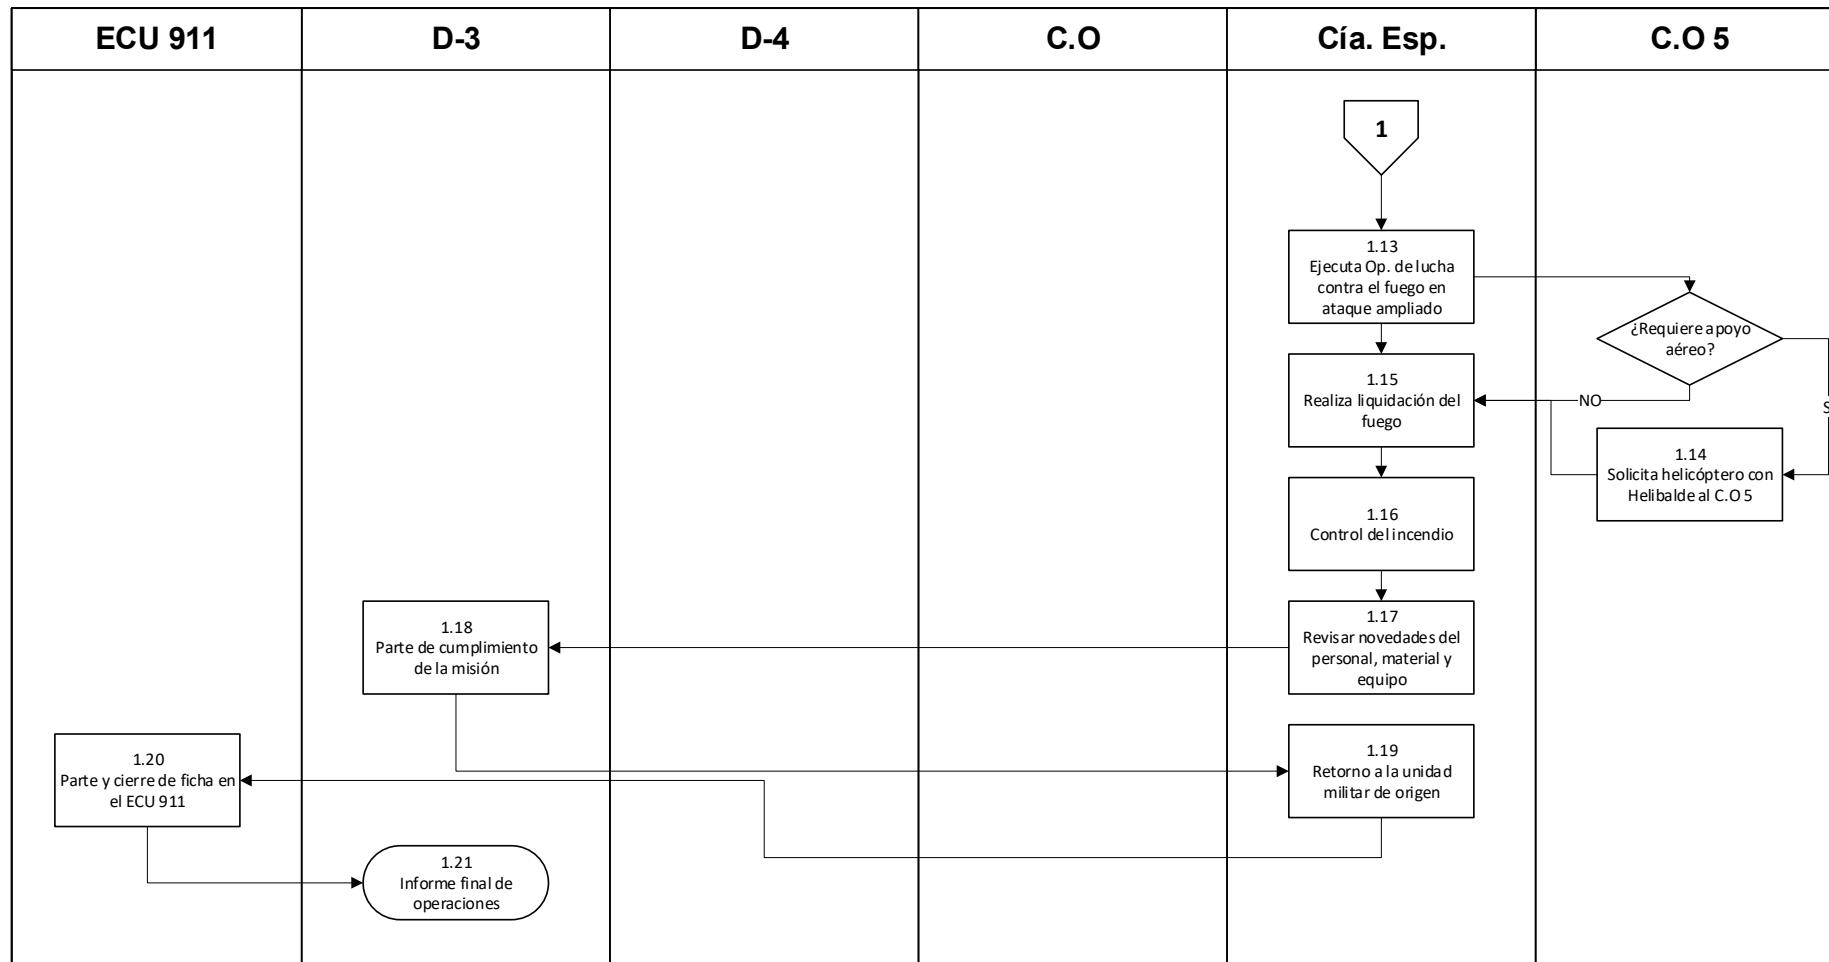 ECU 911
D-3
D-4
C.O
Cía. Esp.
C.O 5
1
1.13
Ejecuta Op. de lucha
contra el fuego en
ataque ampliado
¿Requiere apoyo
aéreo?
1.15
Realiza liquidación del
fuego
NO
S
1.14
Solicita helicóptero con
Helibalde al C.O 5
1.16
Control del incendio
1.17
Revisar novedades del
personal, material y
equipo
1.18
Parte de cumplimiento
de la misión
1.19
Retorno a la unidad
militar de origen
1.20
Parte y cierre de ficha en
el ECU 911
1.21
Informe final de
operaciones